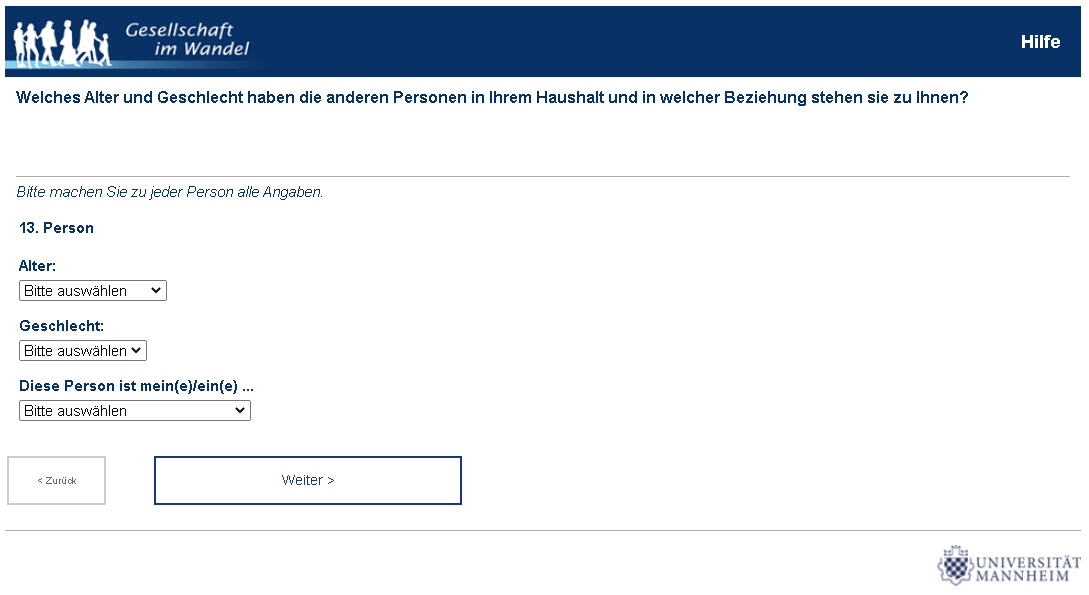 Gesellschaft
im Wandel
Hilfe
Welches Alter und Geschlecht haben die anderen Personen in Ihrem Haushalt und in welcher Beziehung stehen sie zu Ihnen?
Bitte machen Sie zu jeder Person alle Angaben.
13. Person
Alter:
Bitte auswählen
Geschlecht:
Bitte auswählen
Diese Person ist mein(e)/ein(e) ...
Bitte auswählen
< Zurück
Weiter >
UNIVERSITÄT
MANNHEIM